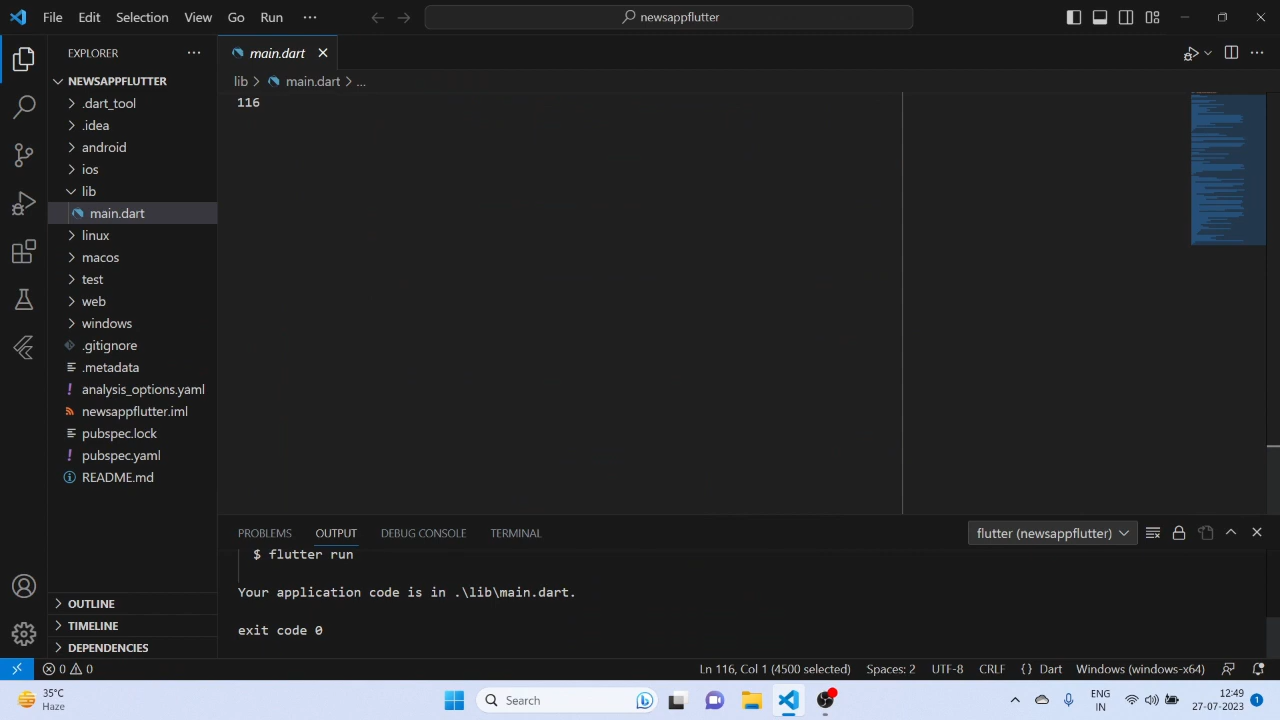 File Edit Selection View Go Run ···
newsappflutter
EXPLORER ···
main.dart
NEWSAPPFLUTTER
lib > main.dart > ...
.dart_tool
116
.idea
android
ios
lib
main.dart
linux
macos
test
web
windows
.gitignore
.metadata
analysis_options.yaml
newsappflutter.iml
pubspec.lock
pubspec.yaml
README.md
PROBLEMS OUTPUT DEBUG CONSOLE TERMINAL
flutter (newsappflutter)
$ flutter run
Your application code is in .\lib\main.dart.
exit code 0
OUTLINE
TIMELINE
DEPENDENCIES
0 0
Ln 116, Col 1 (4500 selected) Spaces: 2 UTF-8 CRLF {} Dart Windows (windows-x64)
35°C
Haze
Search
ENG
IN
12:49
27-07-2023
1